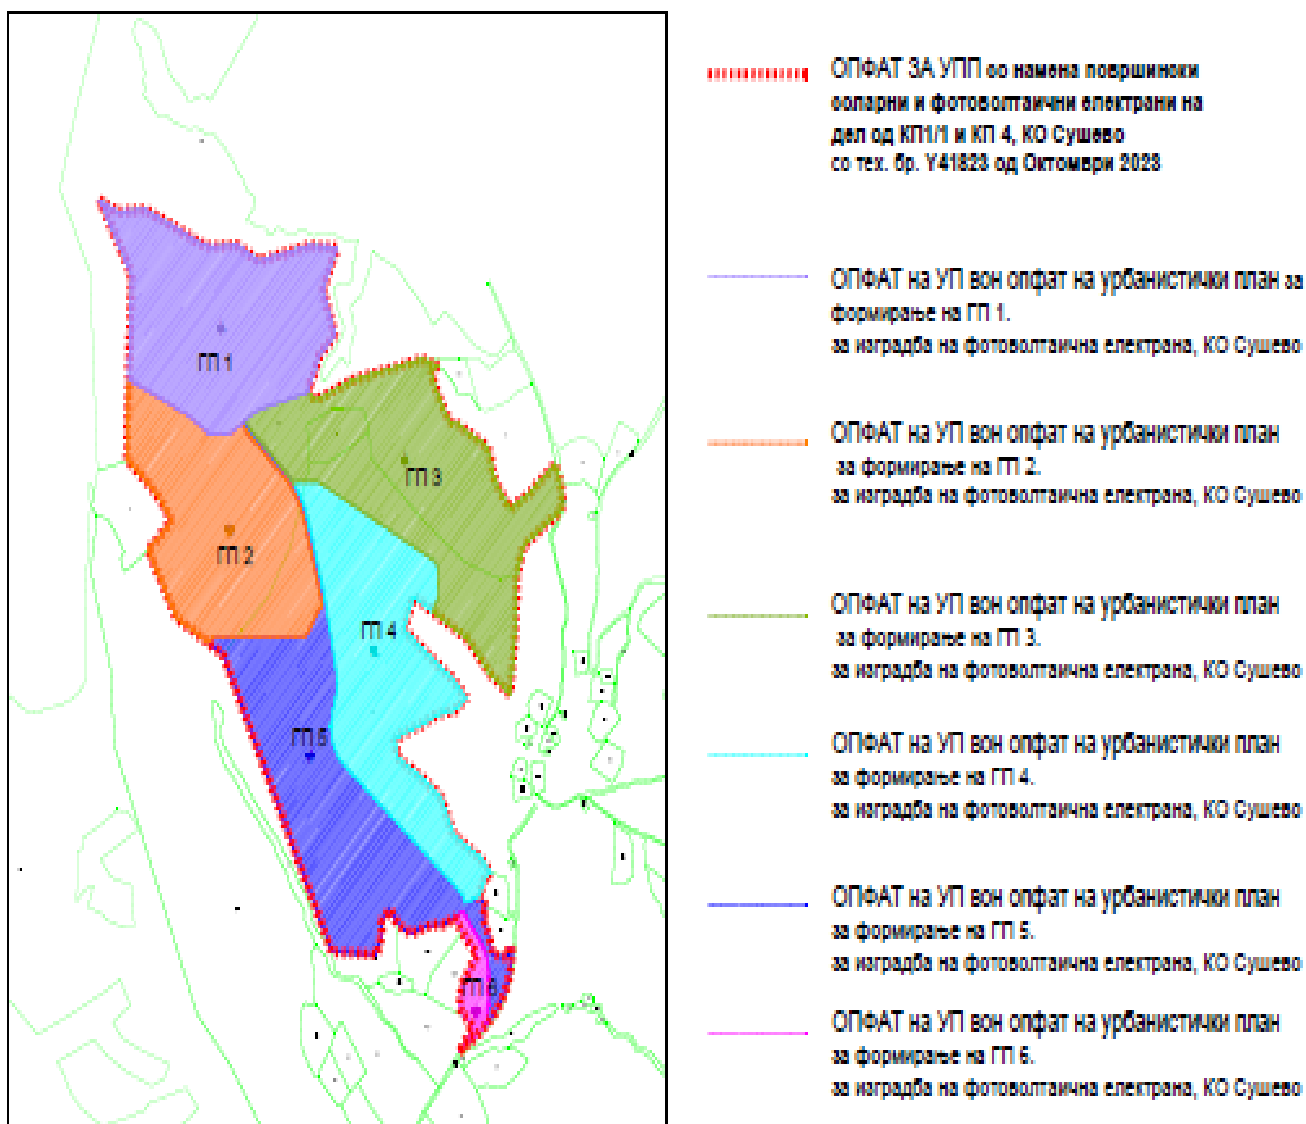 ОПФАТ ЗА УПП со намена површински
соларни и фотоволтаични електрани на
дел од КП1/1 и КП 4, КО Сушево
со тех. бр. Y41823 од Октомври 2023
ОПФАТ на УП вон опфат на урбанистички план за
формирање на ГП 1.
за изградба на фотоволтаична електрана, КО Сушево
ОПФАТ на УП вон опфат на урбанистички план
за формирање на ГП 2.
за изградба на фотоволтаична електрана, КО Сушево
ОПФАТ на УП вон опфат на урбанистички план
за формирање на ГП 3.
за изградба на фотоволтаична електрана, КО Сушево
ОПФАТ на УП вон опфат на урбанистички план
за формирање на ГП 4.
за изградба на фотоволтаична електрана, КО Сушево
ОПФАТ на УП вон опфат на урбанистички план
за формирање на ГП 5.
за изградба на фотоволтаична електрана, КО Сушево
ОПФАТ на УП вон опфат на урбанистички план
за формирање на ГП 6.
за изградба на фотоволтаична електрана, КО Сушево
ГП 1
ГП 3
ГП 2
ГП 4
ГП 5
ГП 6